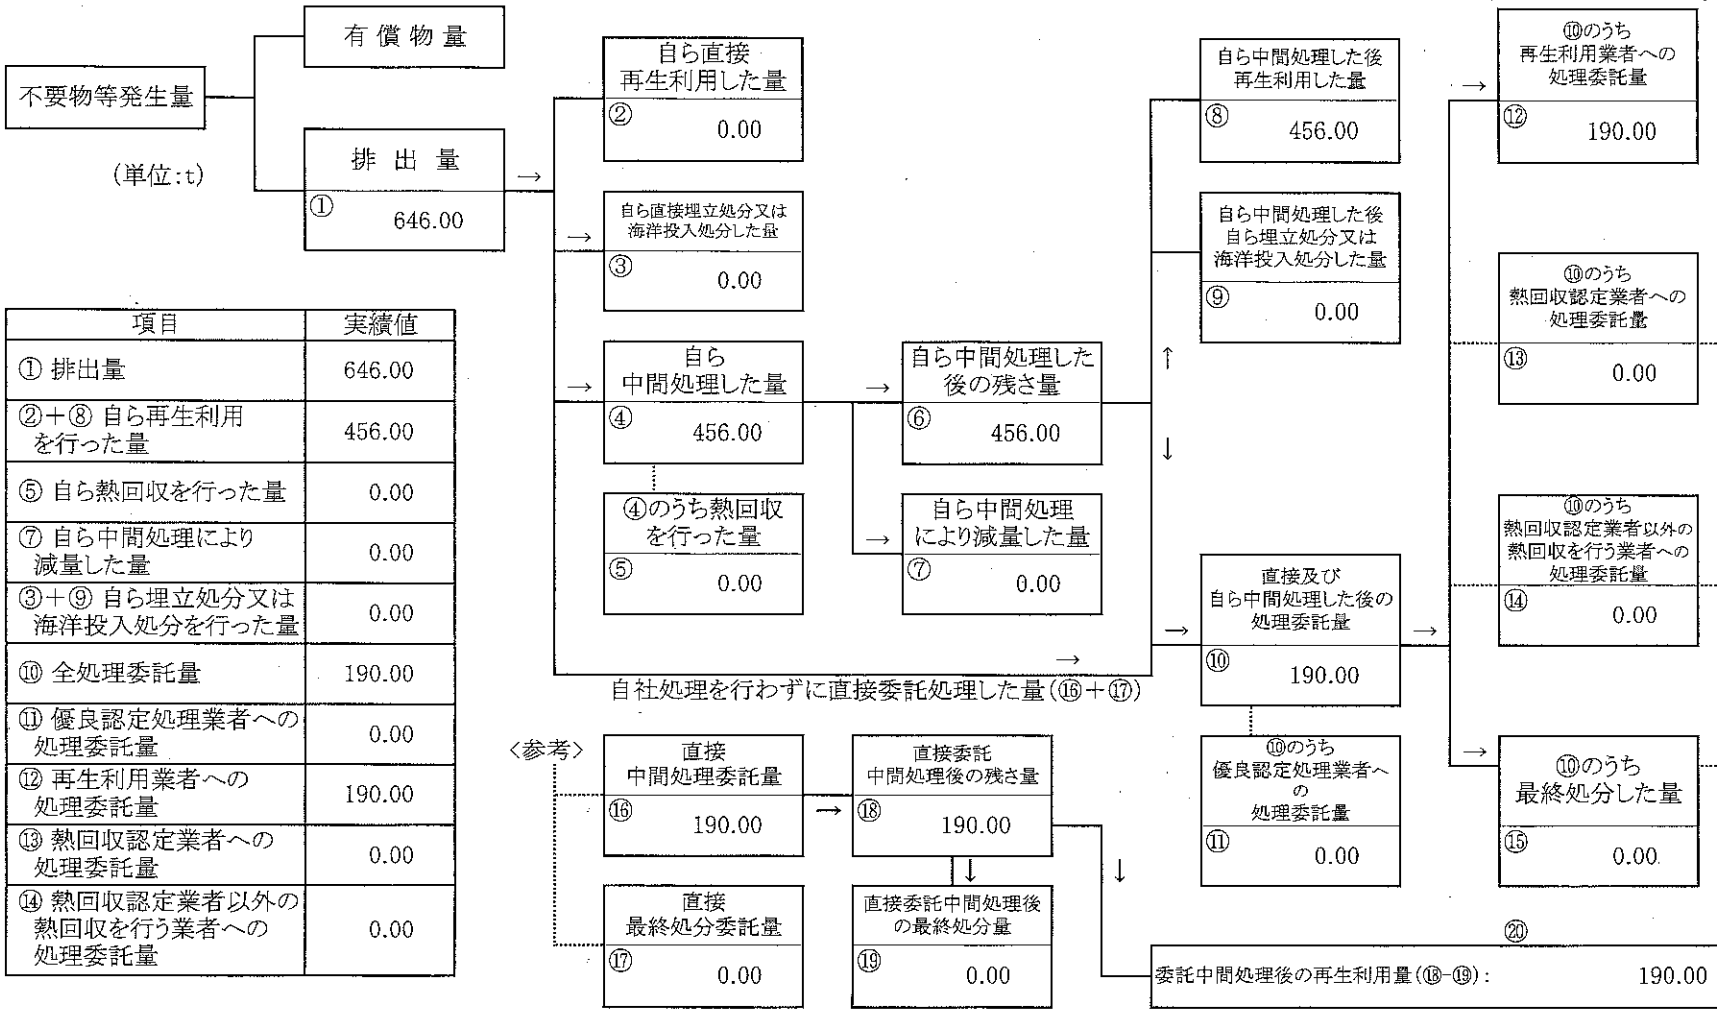 不要物等発生量
(単位:t)
有償物量
排出量
①
646.00
自ら直接
再生利用した量
②
0.00
自ら直接埋立処分又は
海洋投入処分した量
③
0.00
自ら
中間処理した量
④
456.00
④のうち熱回収
を行った量
⑤
0.00
自ら中間処理した
後の残さ量
⑥
456.00
自ら中間処理
により減量した量
⑦
0.00
自ら中間処理した後
再生利用した量
⑧
456.00
自ら中間処理した後
自ら埋立処分又は
海洋投入処分した量
⑨
0.00
直接及び
自ら中間処理した後の
処理委託量
⑩
190.00
⑩のうち
優良認定処理業者へ
の
処理委託量
⑪
0.00
⑩のうち
再生利用業者への
処理委託量
⑫
190.00
⑩のうち
熱回収認定業者への
処理委託量
⑬
0.00
⑩のうち
熱回収認定業者以外の
熱回収を行う業者への
処理委託量
⑭
0.00
⑩のうち
最終処分した量
⑮
0.00
自社処理を行わずに直接委託処理した量(⑯+⑰)
<参考>
直接
中間処理委託量
⑯
190.00
直接
最終処分委託量
⑰
0.00
直接委託
中間処理後の残さ量
⑱
190.00
直接委託中間処理後
の最終処分量
⑲
0.00
⑳
委託中間処理後の再生利用量(⑱-⑲): 190.00
項目 実績値
① 排出量 646.00
②+⑧ 自ら再生利用
を行った量 456.00
⑤ 自ら熱回収を行った量 0.00
⑦ 自ら中間処理により
減量した量 0.00
③+⑨ 自ら埋立処分又は
海洋投入処分を行った量 0.00
⑩ 全処理委託量 190.00
⑪ 優良認定処理業者への
処理委託量 0.00
⑫ 再生利用業者への
処理委託量 190.00
⑬ 熱回収認定業者への
処理委託量 0.00
⑭ 熱回収認定業者以外の
熱回収を行う業者への
処理委託量 0.00